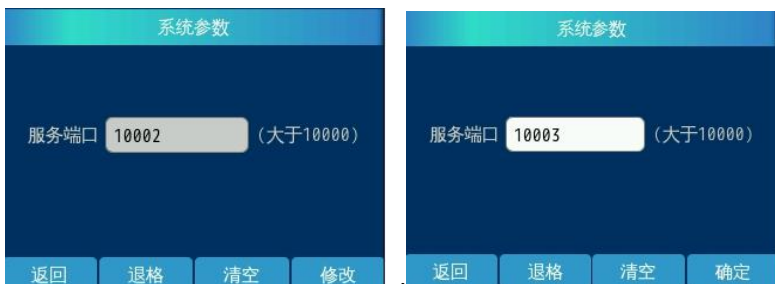 系统参数
服务端口 10002 (大于10000)
返回 退格 清空 修改
系统参数
服务端口 10003 (大于10000)
返回 退格 清空 确定